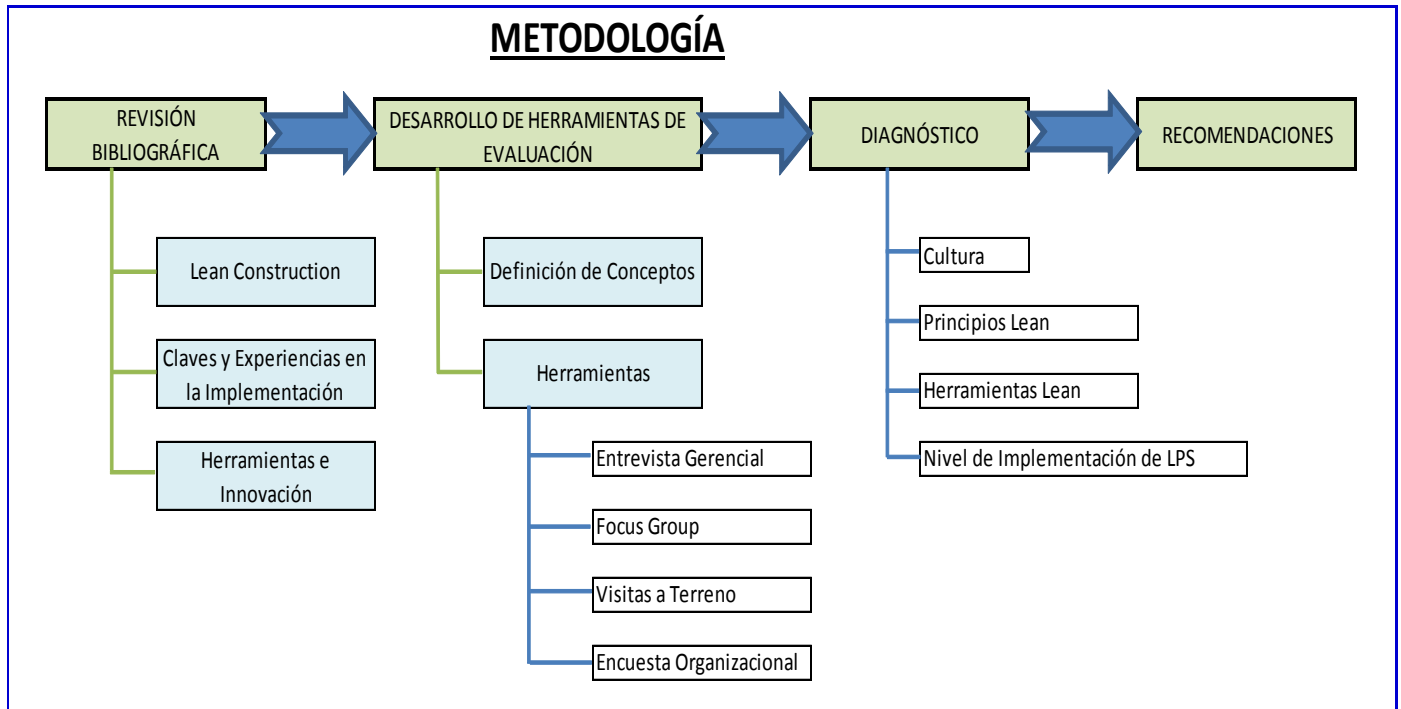 METODOLOGÍA
REVISIÓN
BIBLIOGRÁFICA
DESARROLLO DE HERRAMIENTAS DE
EVALUACIÓN
DIAGNÓSTICO
RECOMENDACIONES
Lean Construction
Claves y Experiencias en
la Implementación
Herramientas e
Innovación
Definición de Conceptos
Herramientas
Entrevista Gerencial
Focus Group
Visitas a Terreno
Encuesta Organizacional
Cultura
Principios Lean
Herramientas Lean
Nivel de Implementación de LPS